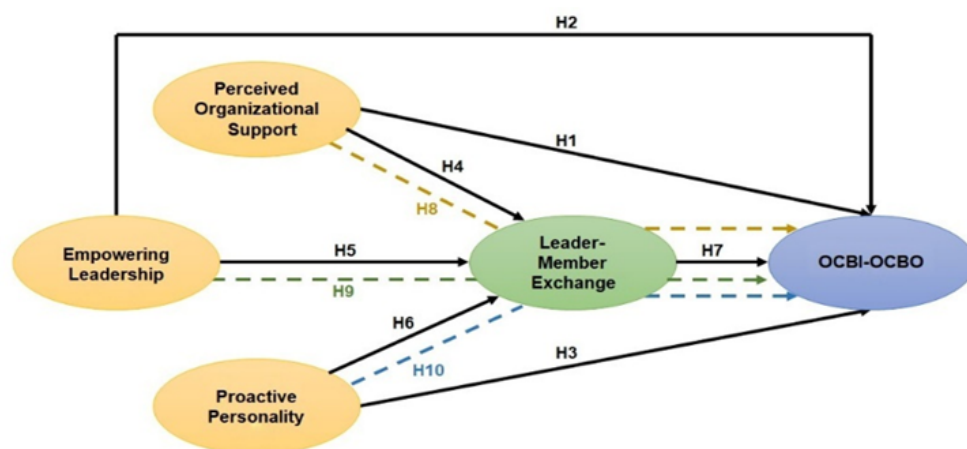 H2
Perceived
Organizational
Support
H1
H4
H8
Empowering
Leadership
H5
H9
Leader-
Member
Exchange
H7
OCBI-OCBO
H6
H10
H3
Proactive
Personality